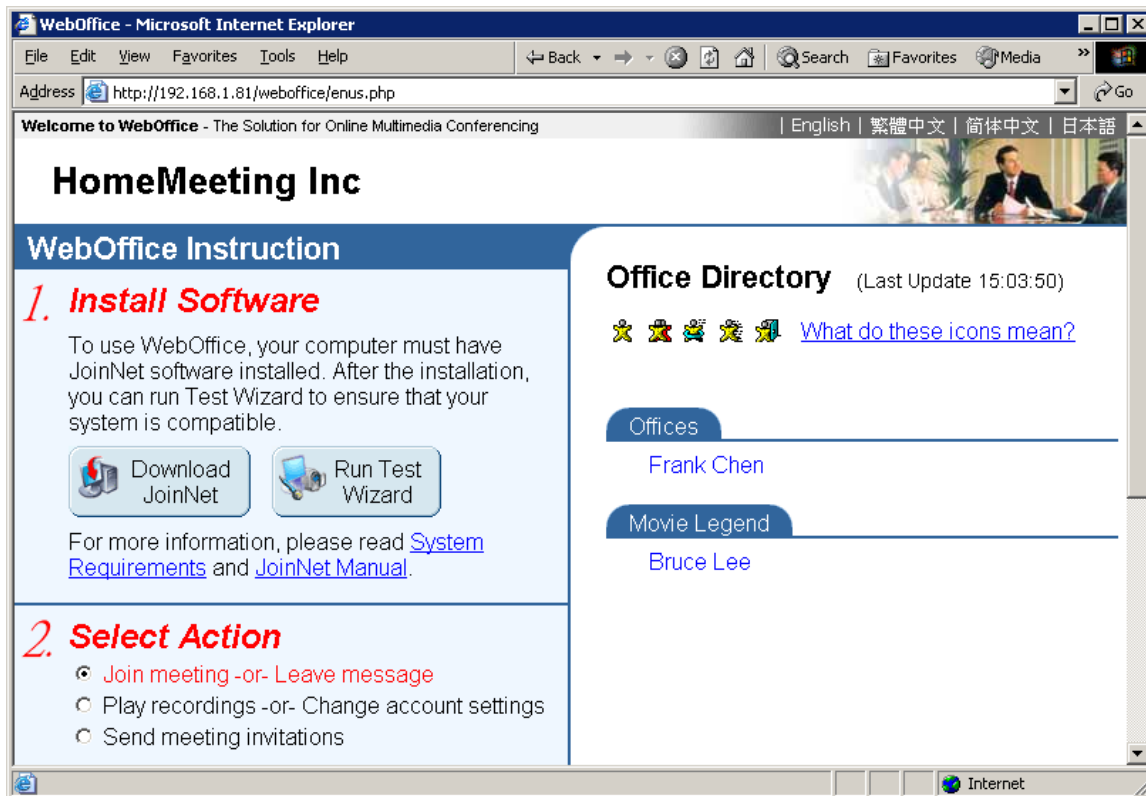 WebOffice - Microsoft Internet Explorer
File Edit View Favorites Tools Help Back Search Favorites Media »
Address http://192.168.1.81/weboffice/enus.php Go
Welcome to WebOffice - The Solution for Online Multimedia Conferencing | English | 繁體中文 | 简体中文 | 日本語
HomeMeeting Inc
WebOffice Instruction
1. Install Software
To use WebOffice, your computer must have
JoinNet software installed. After the installation,
you can run Test Wizard to ensure that your
system is compatible.
Download
JoinNet
Run Test
Wizard
For more information, please read System
Requirements and JoinNet Manual.
2. Select Action
Join meeting -or- Leave message
Play recordings -or- Change account settings
Send meeting invitations
Office Directory (Last Update 15:03:50)
What do these icons mean?
Offices
Frank Chen
Movie Legend
Bruce Lee
Internet